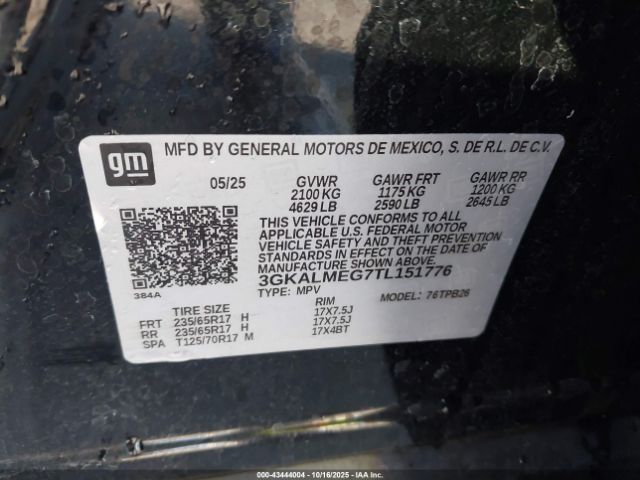 gm
MFD BY GENERAL MOTORS DE MEXICO, S. DE R.L. DE C.V.
05/25 GVWR GAWR FRT GAWR RR
2100 KG 1175 KG 1200 KG
4629 LB 2590 LB 2645 LB
THIS VEHICLE CONFORMS TO ALL
APPLICABLE U.S. FEDERAL MOTOR
VEHICLE SAFETY AND THEFT PREVENTION
STANDARDS IN EFFECT ON THE DATE OF
MANUFACTURE SHOWN ABOVE.
3GKALMEG7TL151776
384A TYPE: MPV MODEL: 76TPB26
TIRE SIZE RIM
FRT 235/65R17 H 17X7.5J
RR 235/65R17 H 17X7.5J
SPA T125/70R17 M 17X4BT
000-43444004 | 10/16/2025 | IAA Inc.